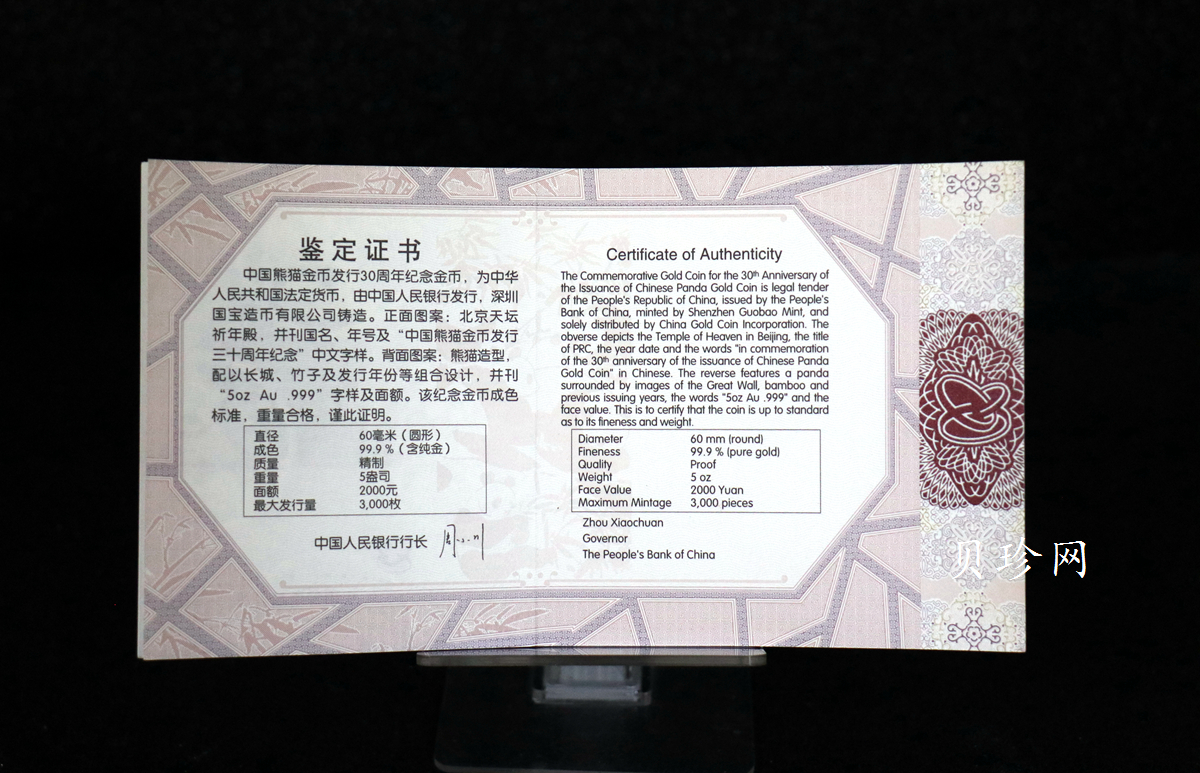 鉴定证书
中国熊猫金币发行30周年纪念金币，为中华
人民共和国法定货币，由中国人民银行发行，深圳
国宝造币有限公司铸造。正面图案：北京天坛
祈年殿，并刊国名、年号及“中国熊猫金币发行
三十周年纪念”中文字样。背面图案：熊猫造型，
配以长城、竹子及发行年份等组合设计，并刊
“5oz Au .999”字样及面额。该纪念金币成色
标准，重量合格，谨此证明。
直径 60毫米（圆形）
成色 99.9％（含纯金）
质量 精制
重量 5盎司
面额 2000元
最大发行量 3,000枚
中国人民银行行长 周小川
Certificate of Authenticity
The Commemorative Gold Coin for the 30th Anniversary of
the Issuance of Chinese Panda Gold Coin is legal tender
of the People's Republic of China, issued by the People's
Bank of China, minted by Shenzhen Guobao Mint, and
solely distributed by China Gold Coin Incorporation. The
obverse depicts the Temple of Heaven in Beijing, the title
of PRC, the year date and the words "in commemoration
of the 30th anniversary of the issuance of Chinese Panda
Gold Coin" in Chinese. The reverse features a panda
surrounded by images of the Great Wall, bamboo and
previous issuing years, the words "5oz Au .999" and the
face value. This is to certify that the coin is up to standard
as to its fineness and weight.
Diameter 60 mm (round)
Fineness 99.9 % (pure gold)
Quality Proof
Weight 5 oz
Face Value 2000 Yuan
Maximum Mintage 3,000 pieces
Zhou Xiaochuan
Governor
The People's Bank of China
贝珍网